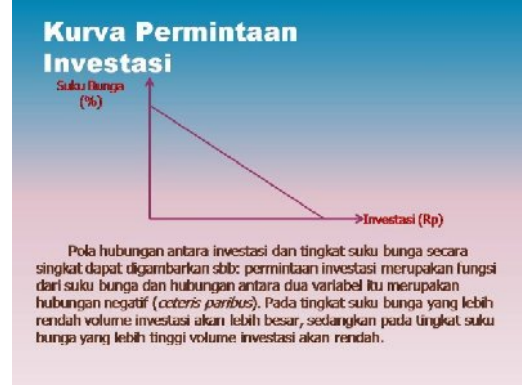 Kurva Permintaan
Investasi
Suku Bunga
(%)
Investasi (Rp)
Pola hubungan antara investasi dan tingkat suku bunga secara
singkat dapat digambarkan sbb: permintaan investasi merupakan fungsi
dari suku bunga dan hubungan antara dua variabel itu merupakan
hubungan negatif (ceteris paribus). Pada tingkat suku bunga yang lebih
rendah volume investasi akan lebih besar, sedangkan pada tingkat suku
bunga yang lebih tinggi volume investasi akan rendah.